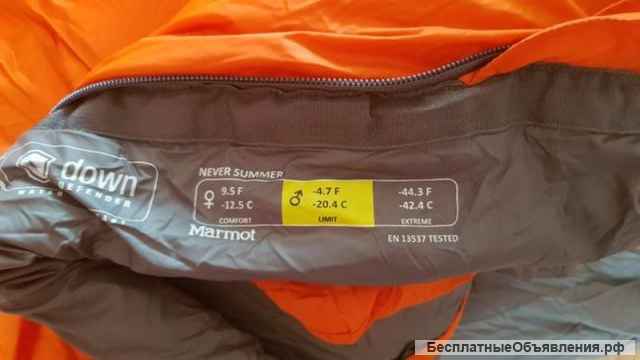 down
DEFENDER
NEVER SUMMER
♀ 9.5 F
-12.5 C
COMFORT
♂ -4.7 F
-20.4 C
LIMIT
-44.3 F
-42.4 C
EXTREME
Marmot
EN 13537 TESTED
БесплатныеОбъявления.рф